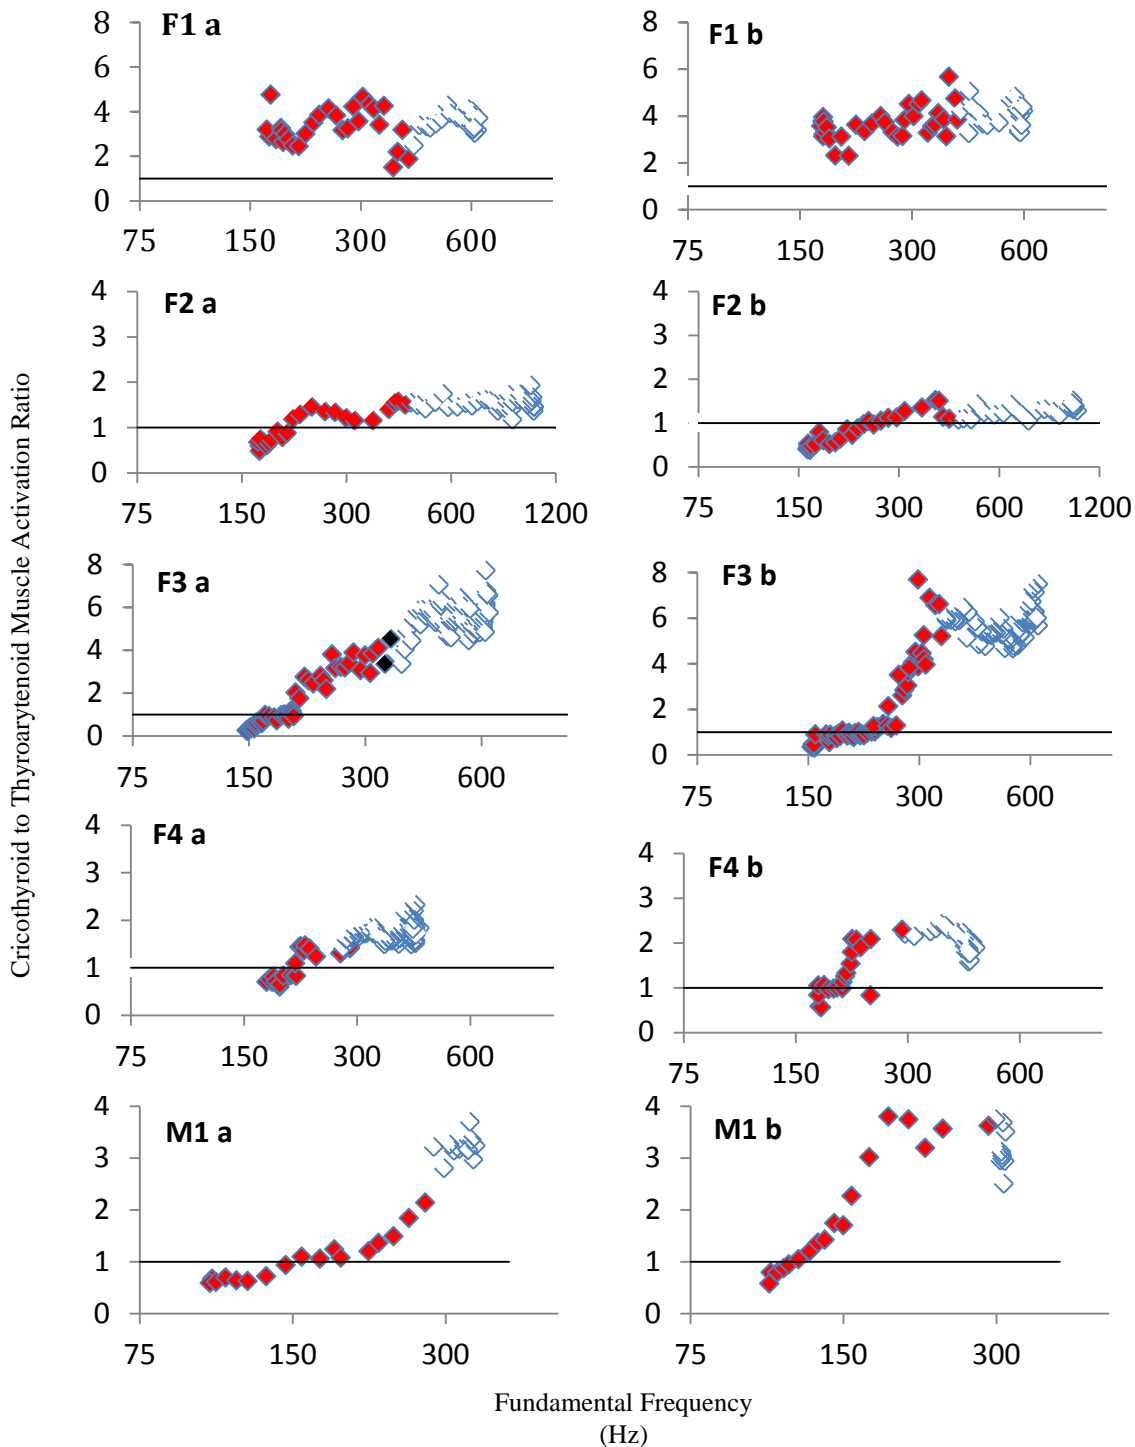 F1 a
8
6
4
2
0
75 150 300 600
F1 b
8
6
4
2
0
75 150 300 600
F2 a
4
3
2
1
0
75 150 300 600 1200
F2 b
4
3
2
1
0
75 150 300 600 1200
F3 a
8
6
4
2
0
75 150 300 600
F3 b
8
6
4
2
0
75 150 300 600
F4 a
4
3
2
1
0
75 150 300 600
F4 b
4
3
2
1
0
75 150 300 600
M1 a
4
3
2
1
0
75 150 300
M1 b
4
3
2
1
0
75 150 300
Cricothyroid to Thyroarytenoid Muscle Activation Ratio
Fundamental Frequency
(Hz)